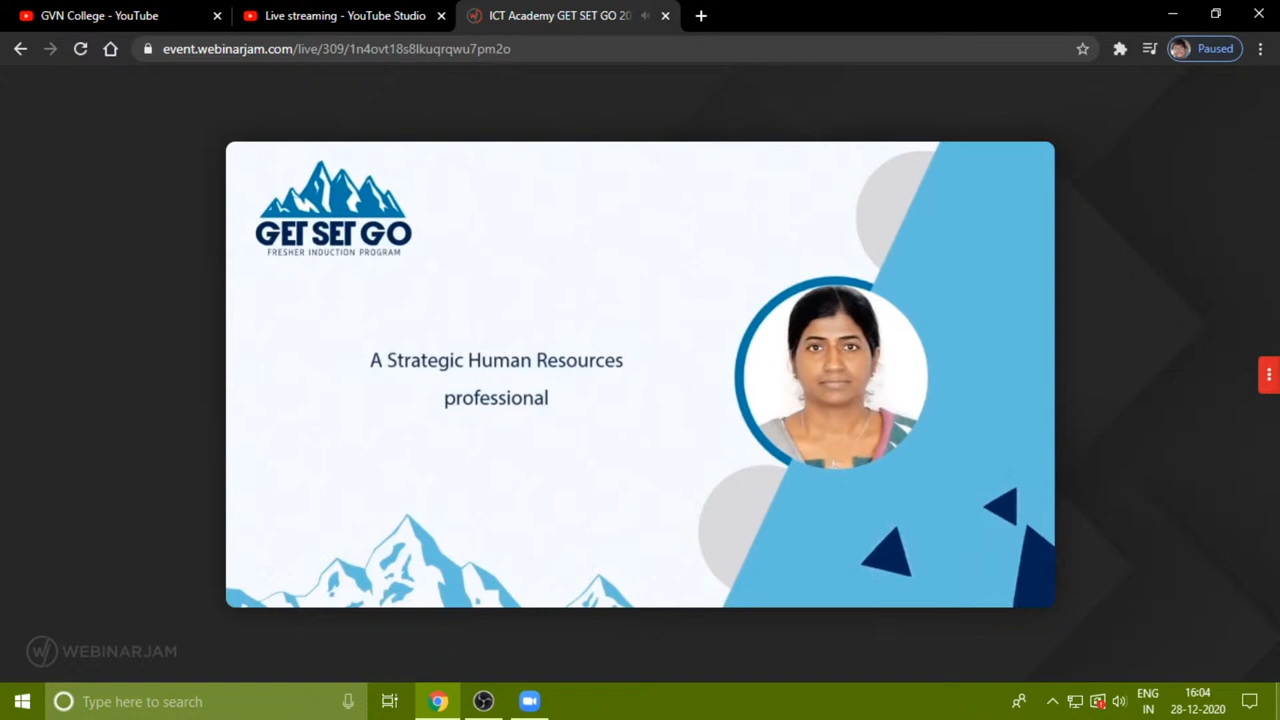 GVN College - YouTube
Live streaming - YouTube Studio
ICT Academy GET SET GO 20
event.webinarjam.com/live/309/1n4ovt18s8lkuqrqwu7pm2o
Paused
GET SET GO
FRESHER INDUCTION PROGRAM
A Strategic Human Resources
professional
WEBINARJAM
Type here to search
ENG
IN
16:04
28-12-2020